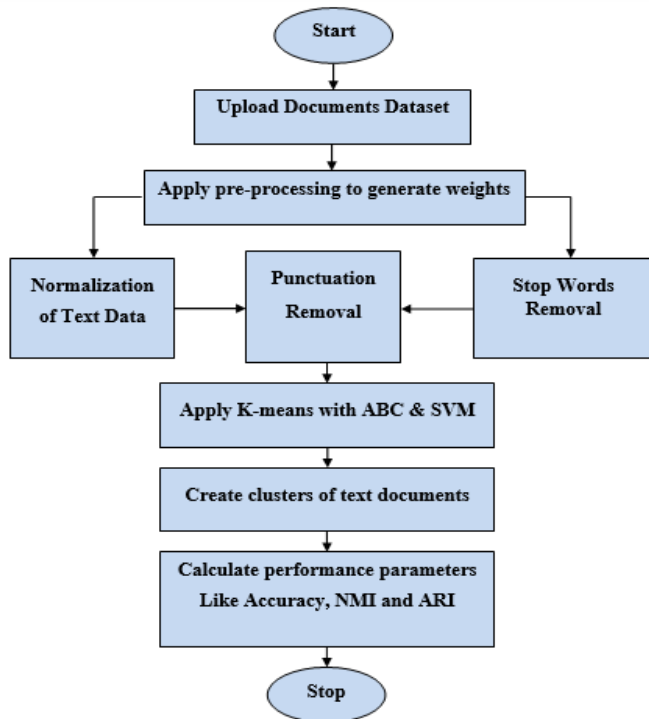 Start
Upload Documents Dataset
Apply pre-processing to generate weights
Normalization
of Text Data
Punctuation
Removal
Stop Words
Removal
Apply K-means with ABC & SVM
Create clusters of text documents
Calculate performance parameters
Like Accuracy, NMI and ARI
Stop